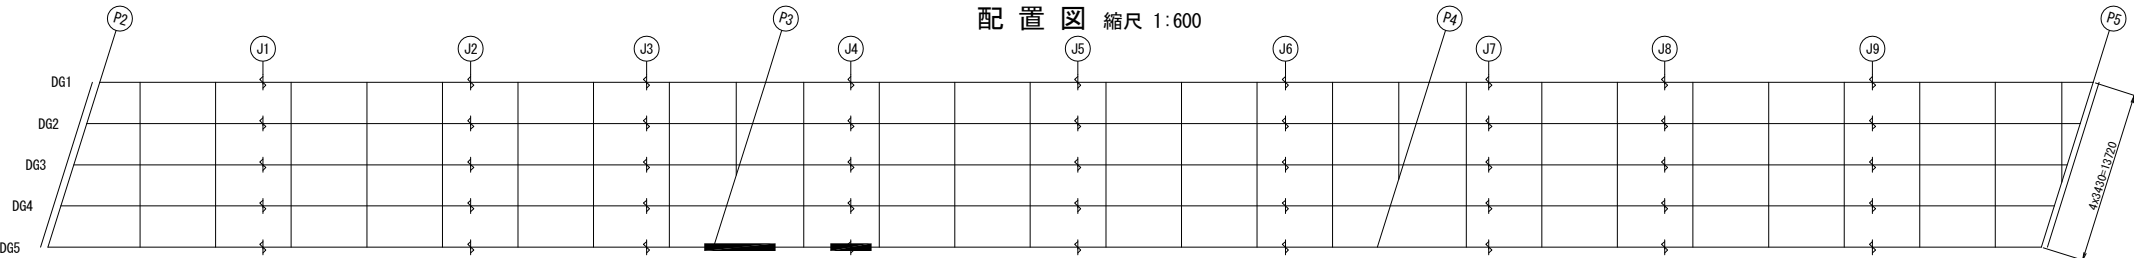 配置図 縮尺 1:600
P2
P3
P4
P5
J1
J2
J3
J4
J5
J6
J7
J8
J9
DG1
DG2
DG3
DG4
DG5
4x3430=13720